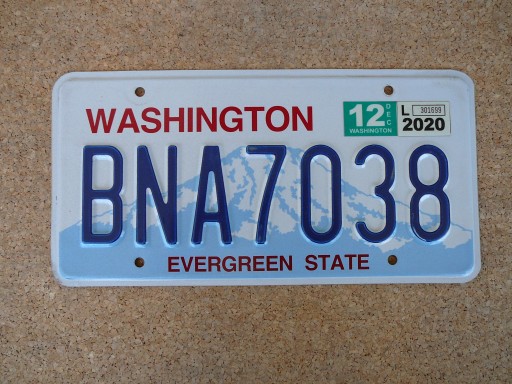 WASHINGTON
12 DEC
WASHINGTON
L 301699
2020
BNA7038
EVERGREEN STATE